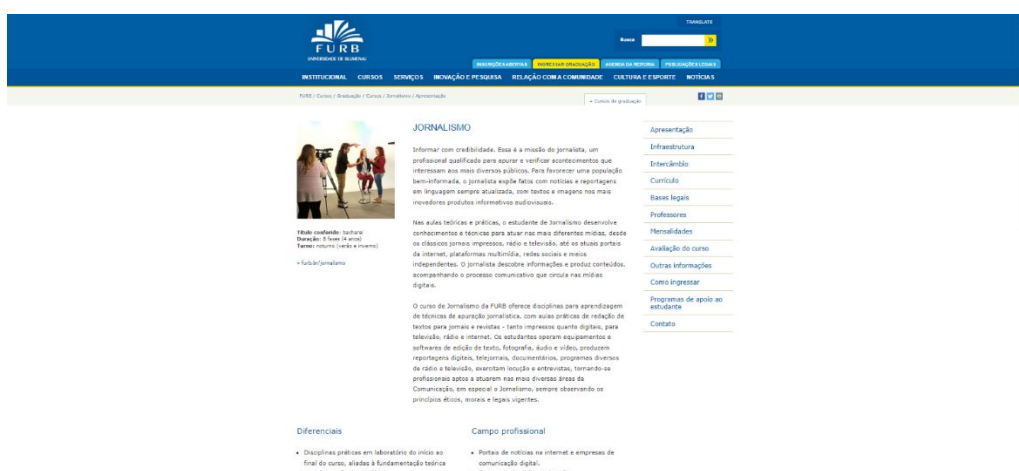 TRANSLATE
Busca
FURB
UNIVERSIDADE DE BLUMENAU
INSCRIÇÕES ABERTAS INGRESSAR GRADUAÇÃO AGENDA DA REITORIA PUBLICAÇÕES LEGAIS
INSTITUCIONAL CURSOS SERVIÇOS INOVAÇÃO E PESQUISA RELAÇÃO COM A COMUNIDADE CULTURA E ESPORTE NOTÍCIAS
FURB / Cursos / Graduação / Cursos / Jornalismo / Apresentação
« Cursos de graduação
JORNALISMO
Informar com credibilidade. Essa é a missão do jornalista, um
profissional qualificado para apurar e verificar acontecimentos que
interessam aos mais diversos públicos. Para favorecer uma população
bem-informada, o jornalista expõe fatos com notícias e reportagens
em linguagem sempre atualizada, com textos e imagens nos mais
inovadores produtos informativos audiovisuais.
Nas aulas teóricas e práticas, o estudante de Jornalismo desenvolve
conhecimentos e técnicas para atuar nas mais diferentes mídias, desde
os clássicos jornais impressos, rádio e televisão, até os atuais portais
da internet, plataformas multimídia, redes sociais e meios
independentes. O jornalista descobre informações e produz conteúdos,
acompanhando o processo comunicativo que circula nas mídias
digitais.
O curso de Jornalismo da FURB oferece disciplinas para aprendizagem
de técnicas de apuração jornalística, com aulas práticas de redação de
textos para jornais e revistas - tanto impressos quanto digitais, para
televisão, rádio e internet. Os estudantes operam equipamentos e
softwares de edição de texto, fotografia, áudio e vídeo, produzem
reportagens digitais, telejornais, documentários, programas diversos
de rádio e televisão, exercitam locução e entrevistas, tornando-se
profissionais aptos a atuarem nas mais diversas áreas da
Comunicação, em especial o Jornalismo, sempre observando os
princípios éticos, morais e legais vigentes.
Título conferido: bacharel
Duração: 8 fases (4 anos)
Turno: noturno (verão e inverno)
» furb.br/jornalismo
Apresentação
Infraestrutura
Intercâmbio
Currículo
Bases legais
Professores
Mensalidades
Avaliação do curso
Outras informações
Como ingressar
Programas de apoio ao
estudante
Contato
Diferenciais
• Disciplinas práticas em laboratório do início ao
final do curso, aliadas à fundamentação teórica
Campo profissional
• Portais de notícias na internet e empresas de
comunicação digital.